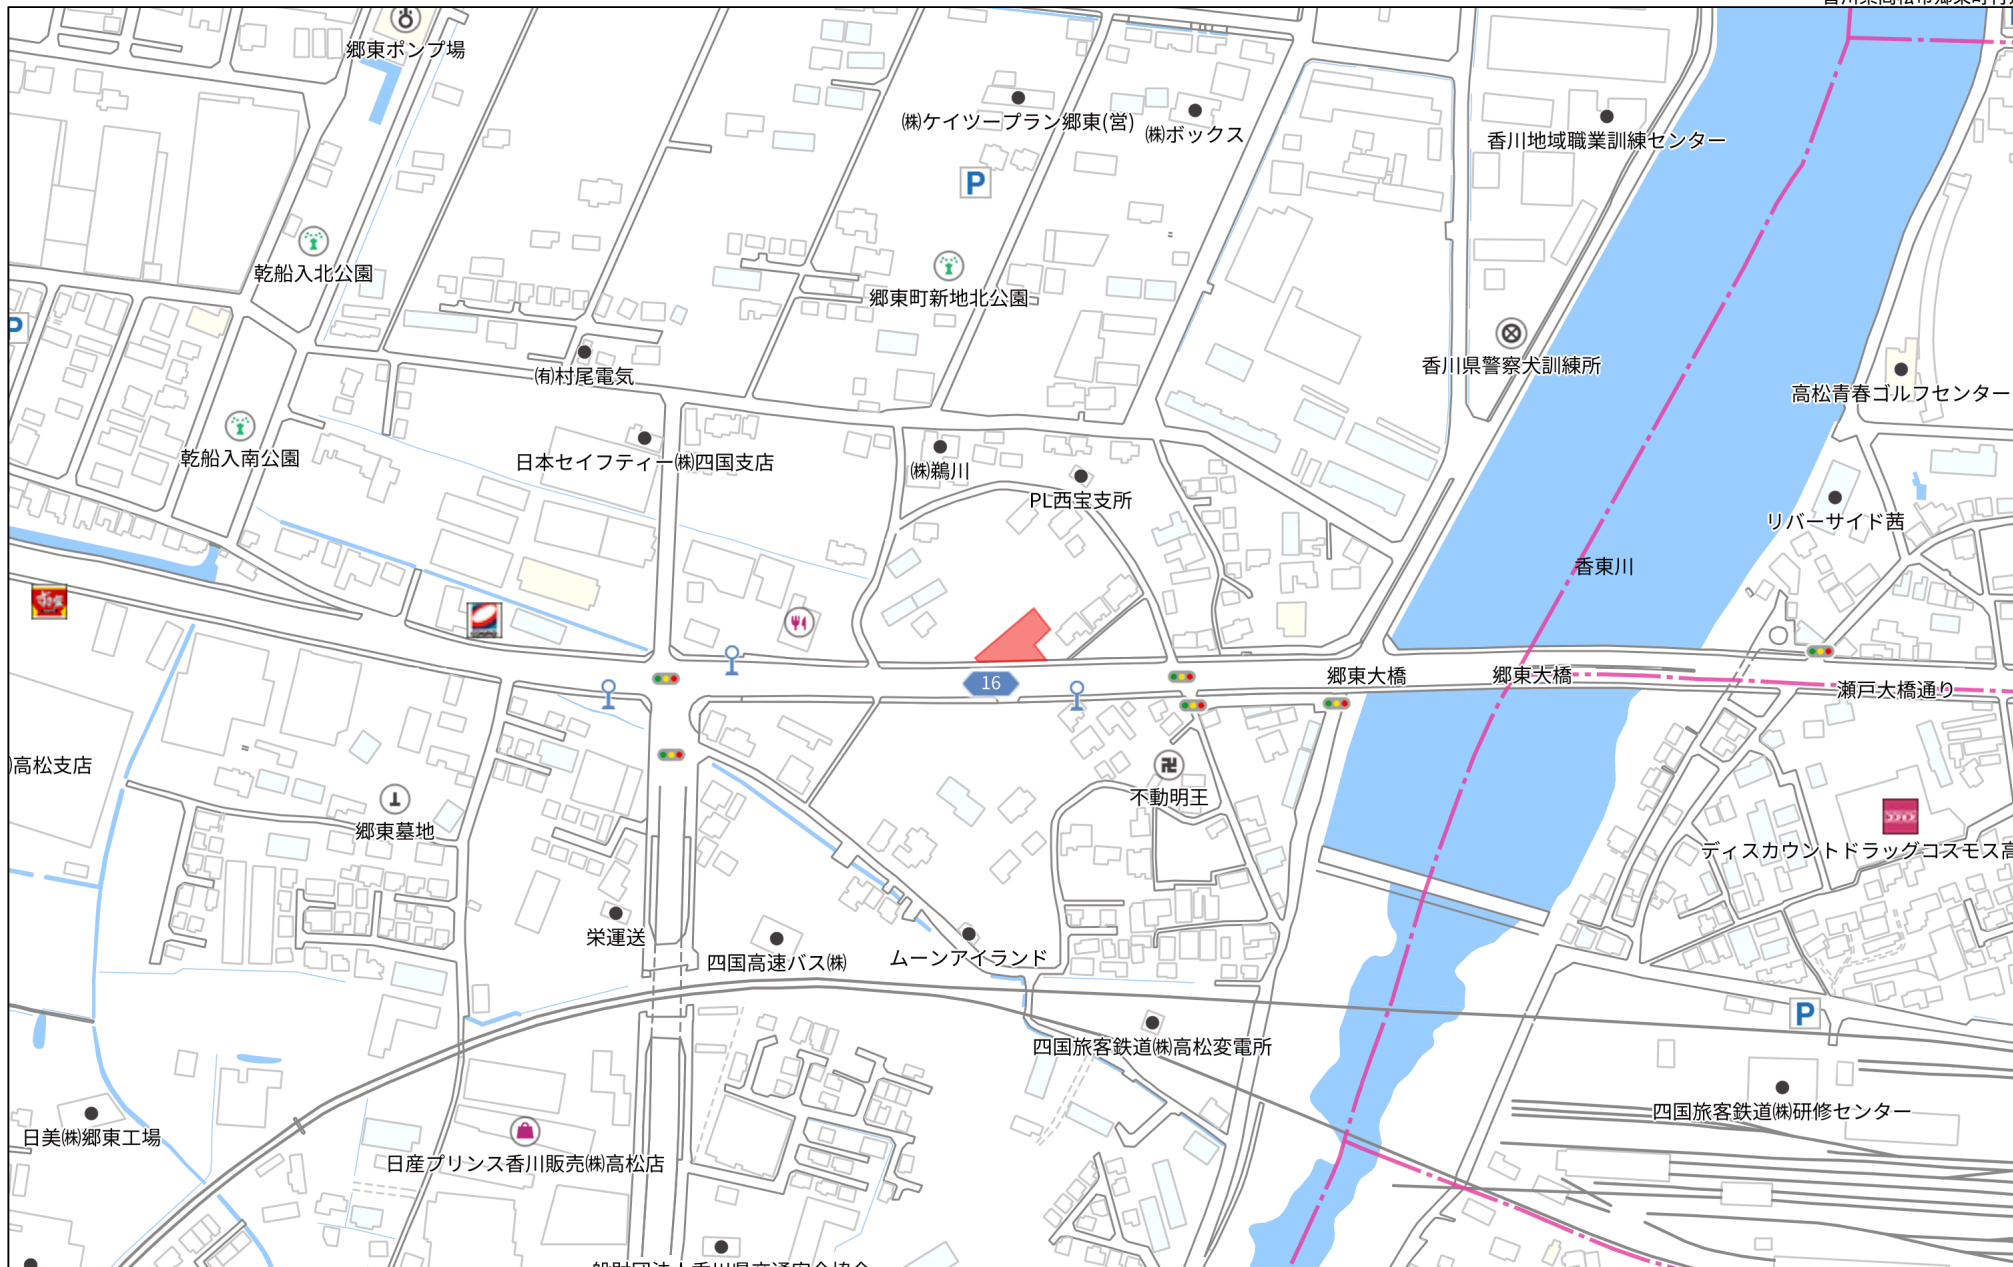 郷東ポンプ場
㈱ケイツープラン郷東(営)
㈱ボックス
香川地域職業訓練センター
P
乾船入北公園
郷東町新地北公園
P
㈲村尾電気
香川県警察犬訓練所
高松青春ゴルフセンター
乾船入南公園
日本セイフティー㈱四国支店
㈱鵜川
PL西宝支所
リバーサイド茜
香東川
すき家
16
郷東大橋
郷東大橋
瀬戸大橋通り
)高松支店
不動明王
郷東墓地
ディスカウントドラッグコスモス高
栄運送
四国高速バス㈱
ムーンアイランド
P
四国旅客鉄道㈱高松変電所
四国旅客鉄道㈱研修センター
日美㈱郷東工場
日産プリンス香川販売㈱高松店